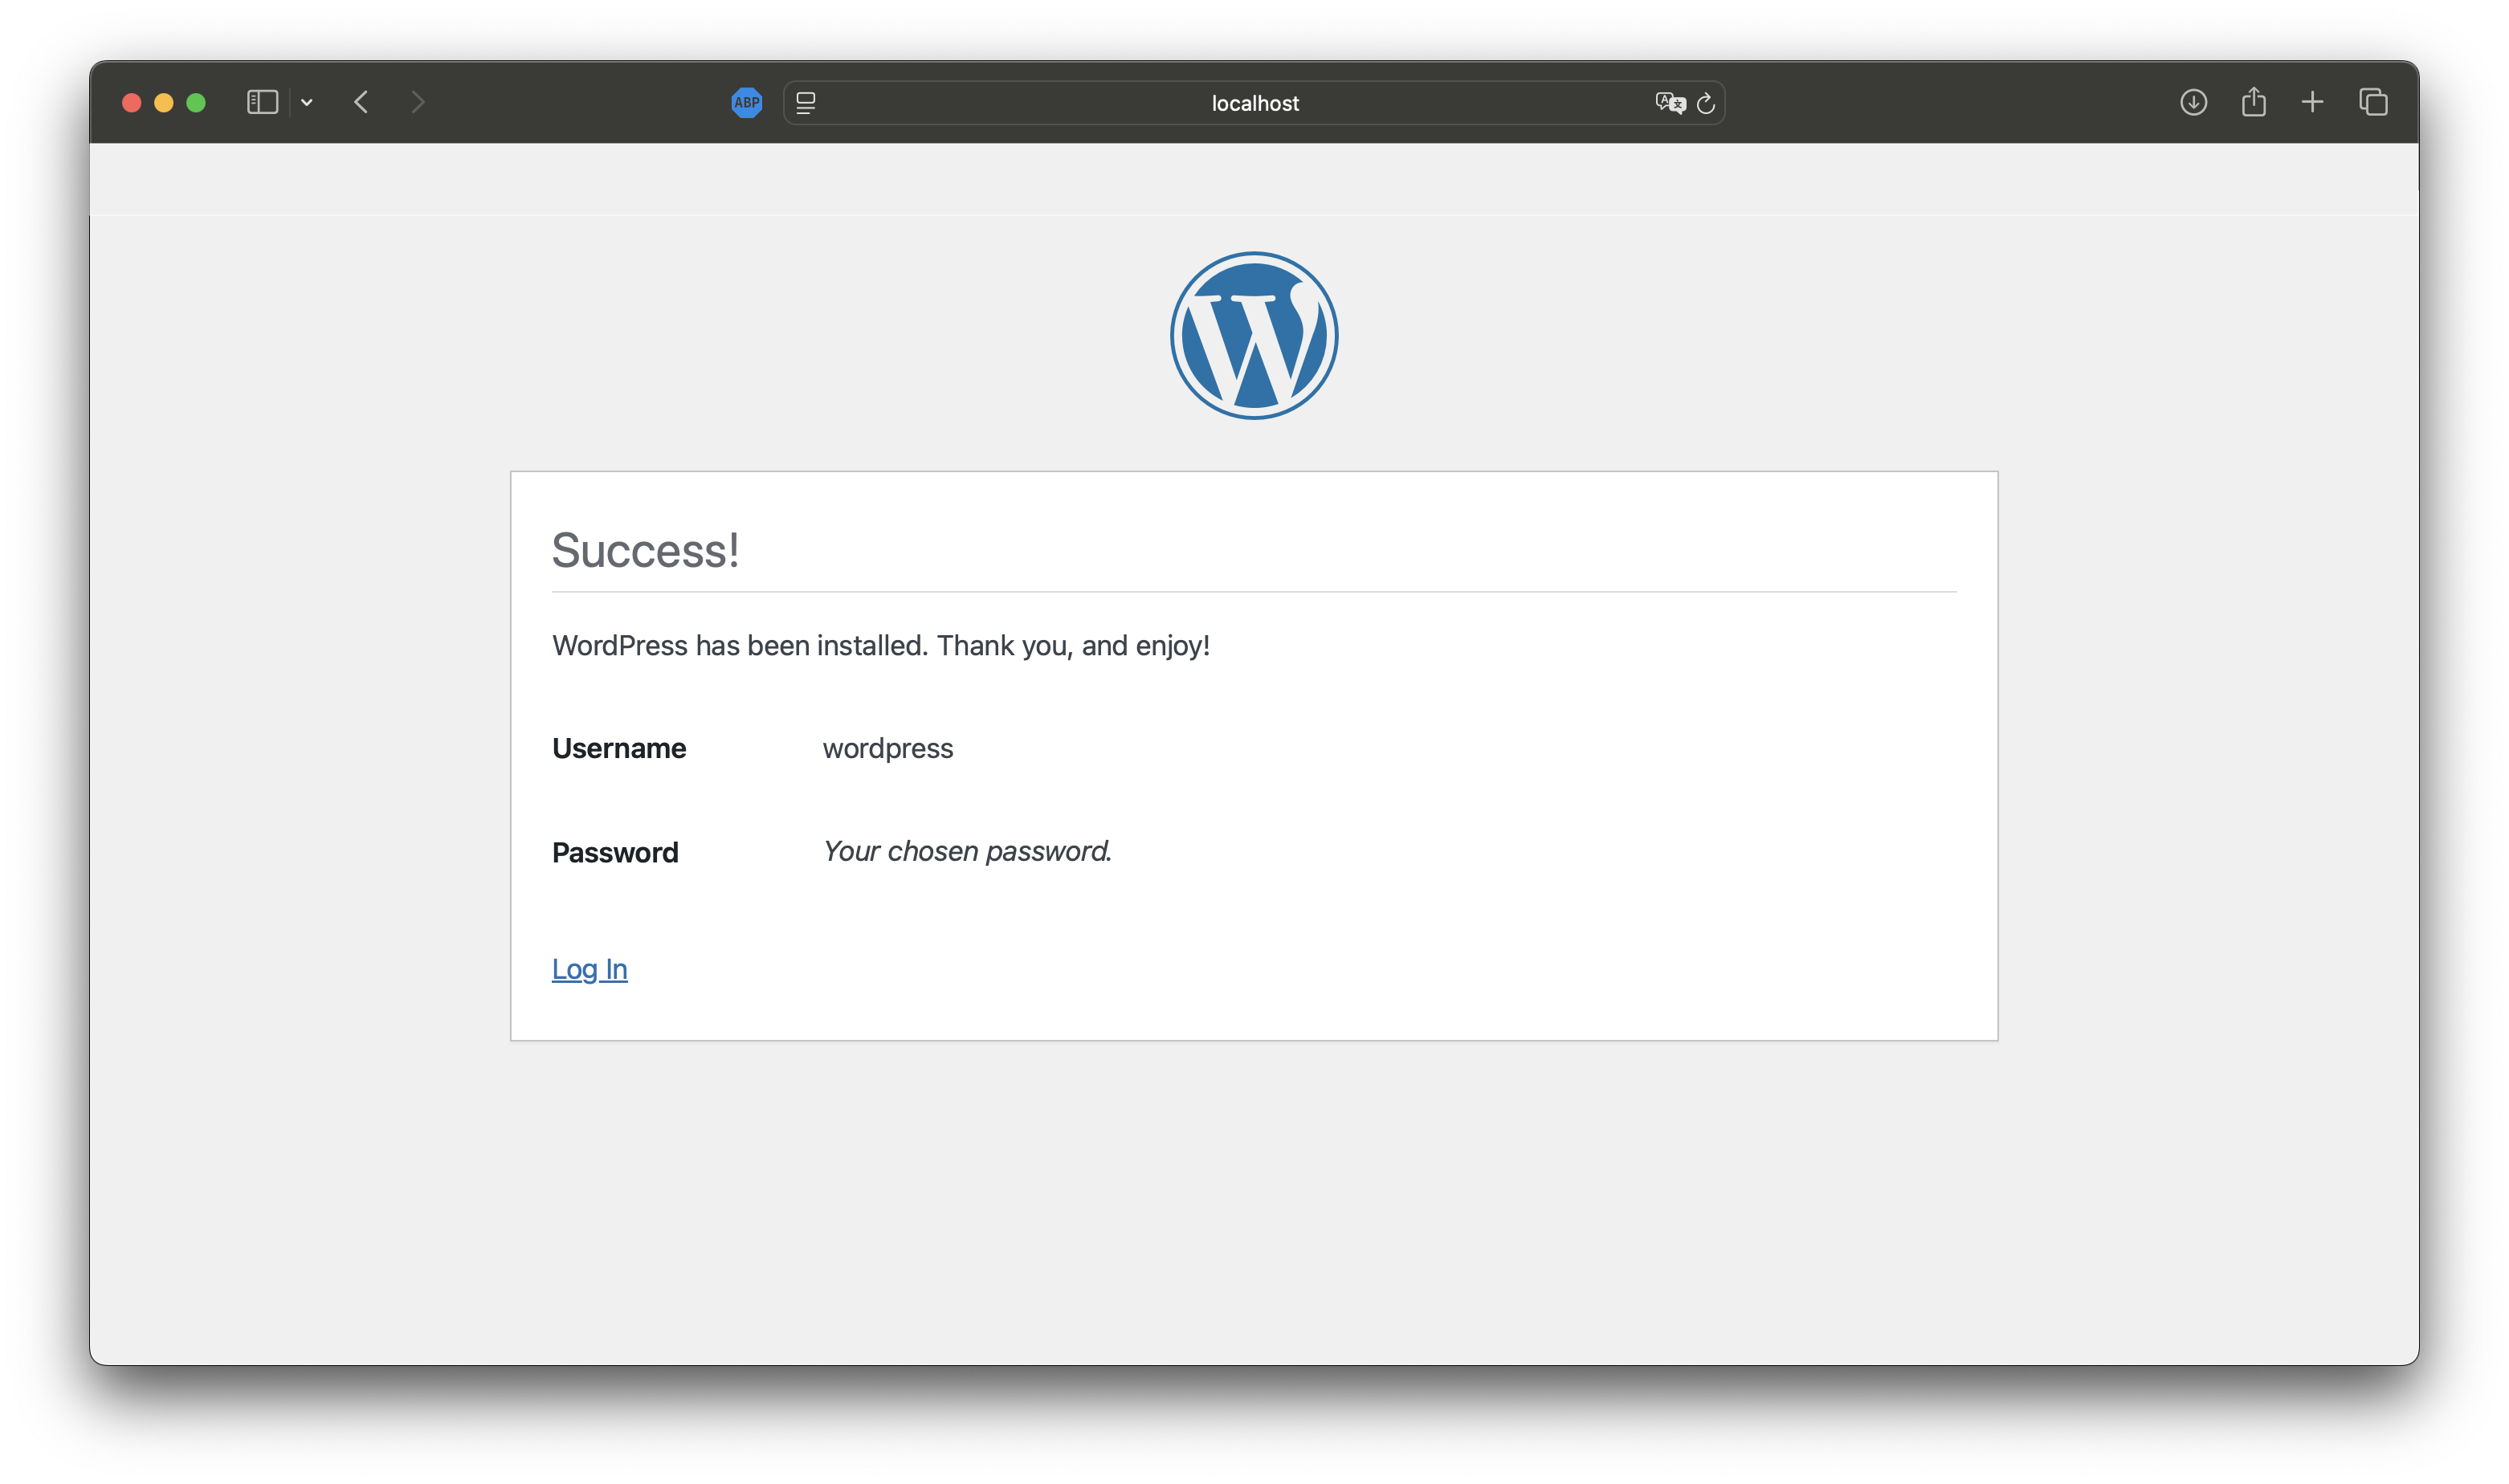 ABP
localhost
Success!
WordPress has been installed. Thank you, and enjoy!
Username wordpress
Password Your chosen password.
Log In